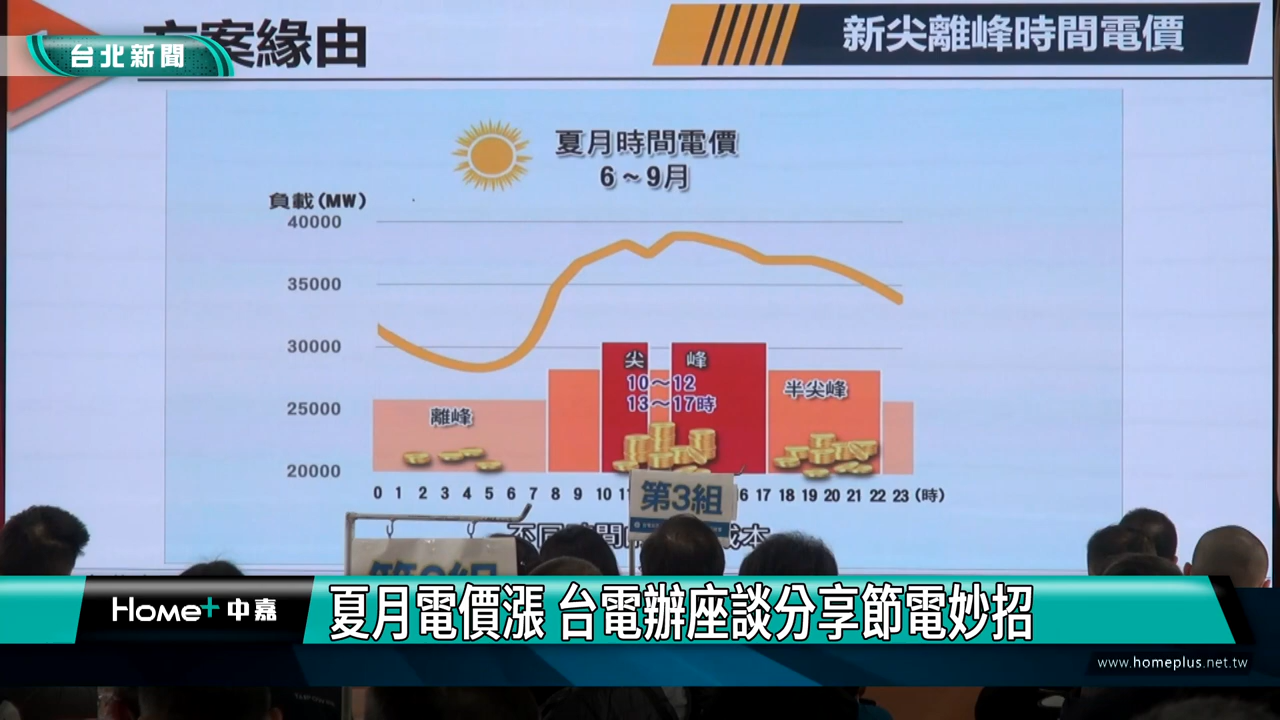 台北新聞
方案緣由
新尖離峰時間電價
夏月時間電價
6～9月
負載(MW)
40000
35000
30000
25000
20000
離峰
尖 峰
10～12
13～17時
半尖峰
0 1 2 3 4 5 6 7 8 9 10 16 17 18 19 20 21 22 23 (時)
第3組
夏月電價漲 台電辦座談分享節電妙招
Home+ 中嘉
www.homeplus.net.tw